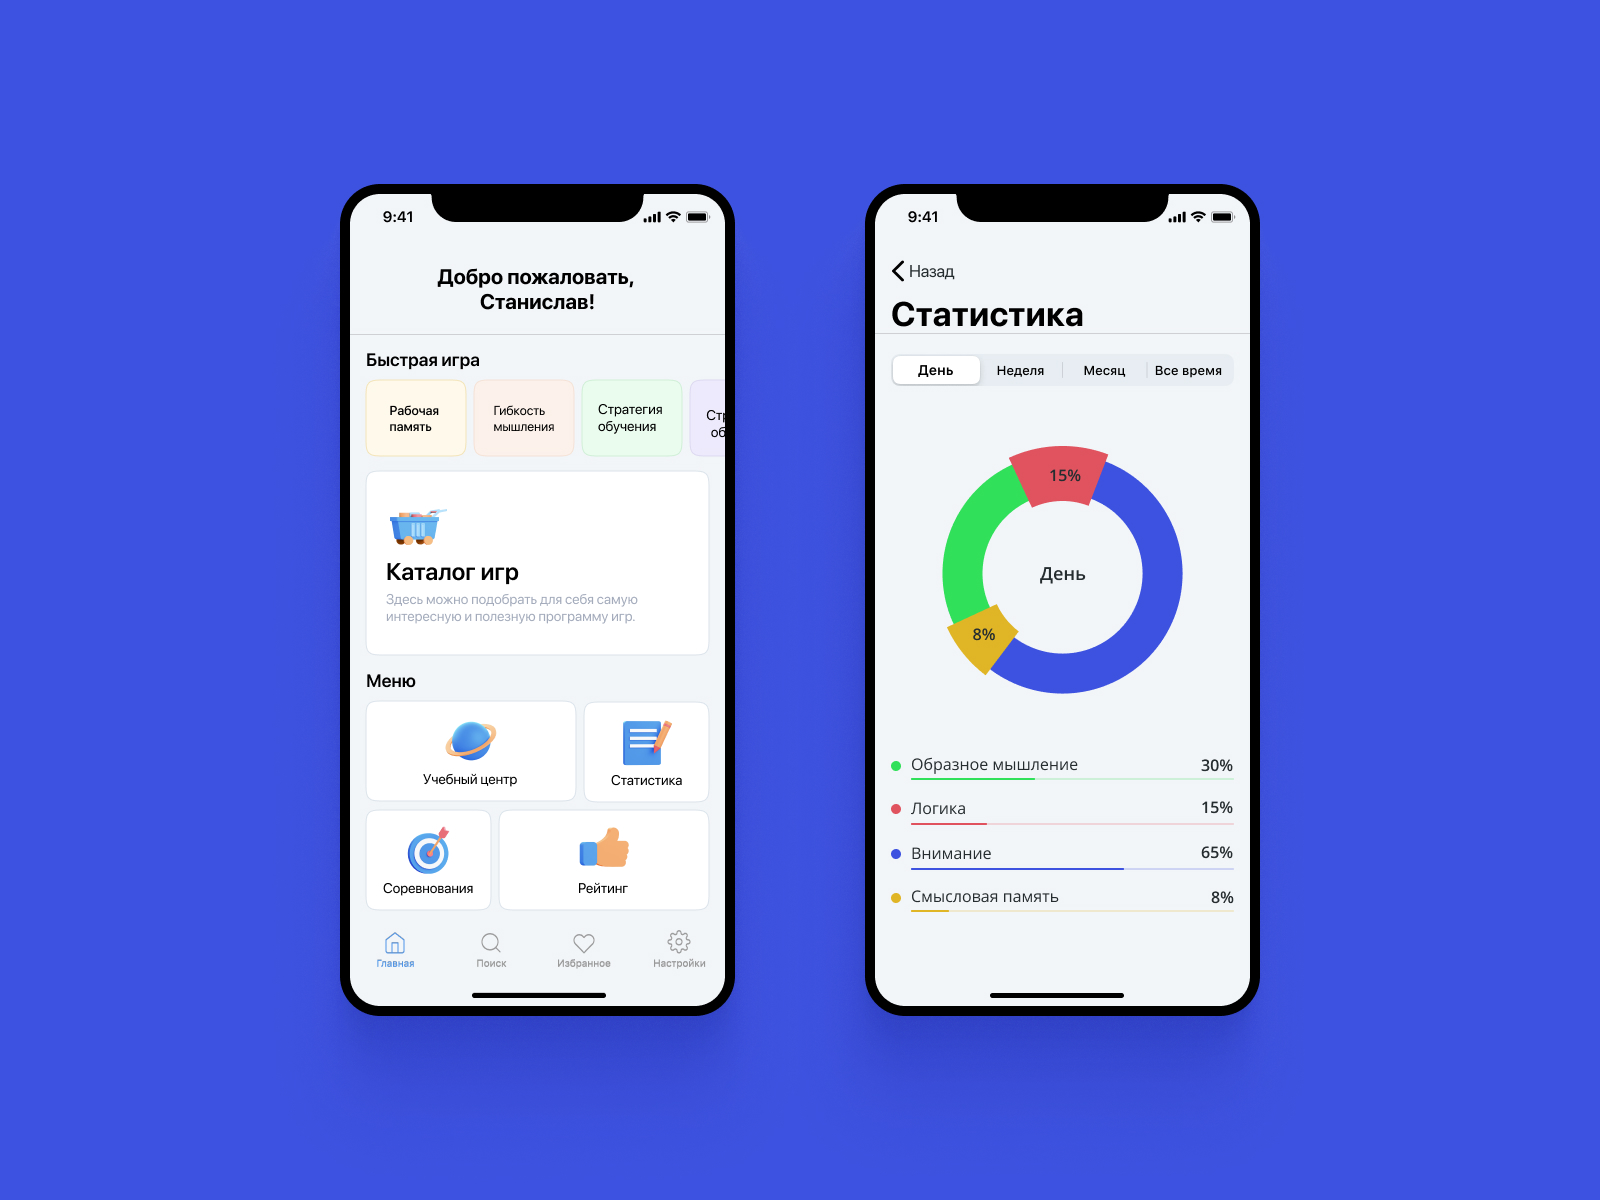 9:41
Добро пожаловать,
Станислав!
Быстрая игра
Рабочая
память
Гибкость
мышления
Стратегия
обучения
Стр
об
Каталог игр
Здесь можно подобрать для себя самую
интересную и полезную программу игр.
Меню
Учебный центр
Статистика
Соревнования
Рейтинг
Главная
Поиск
Избранное
Настройки
9:41
Назад
Статистика
День
Неделя
Месяц
Все время
15%
День
8%
Образное мышление 30%
Логика 15%
Внимание 65%
Смысловая память 8%